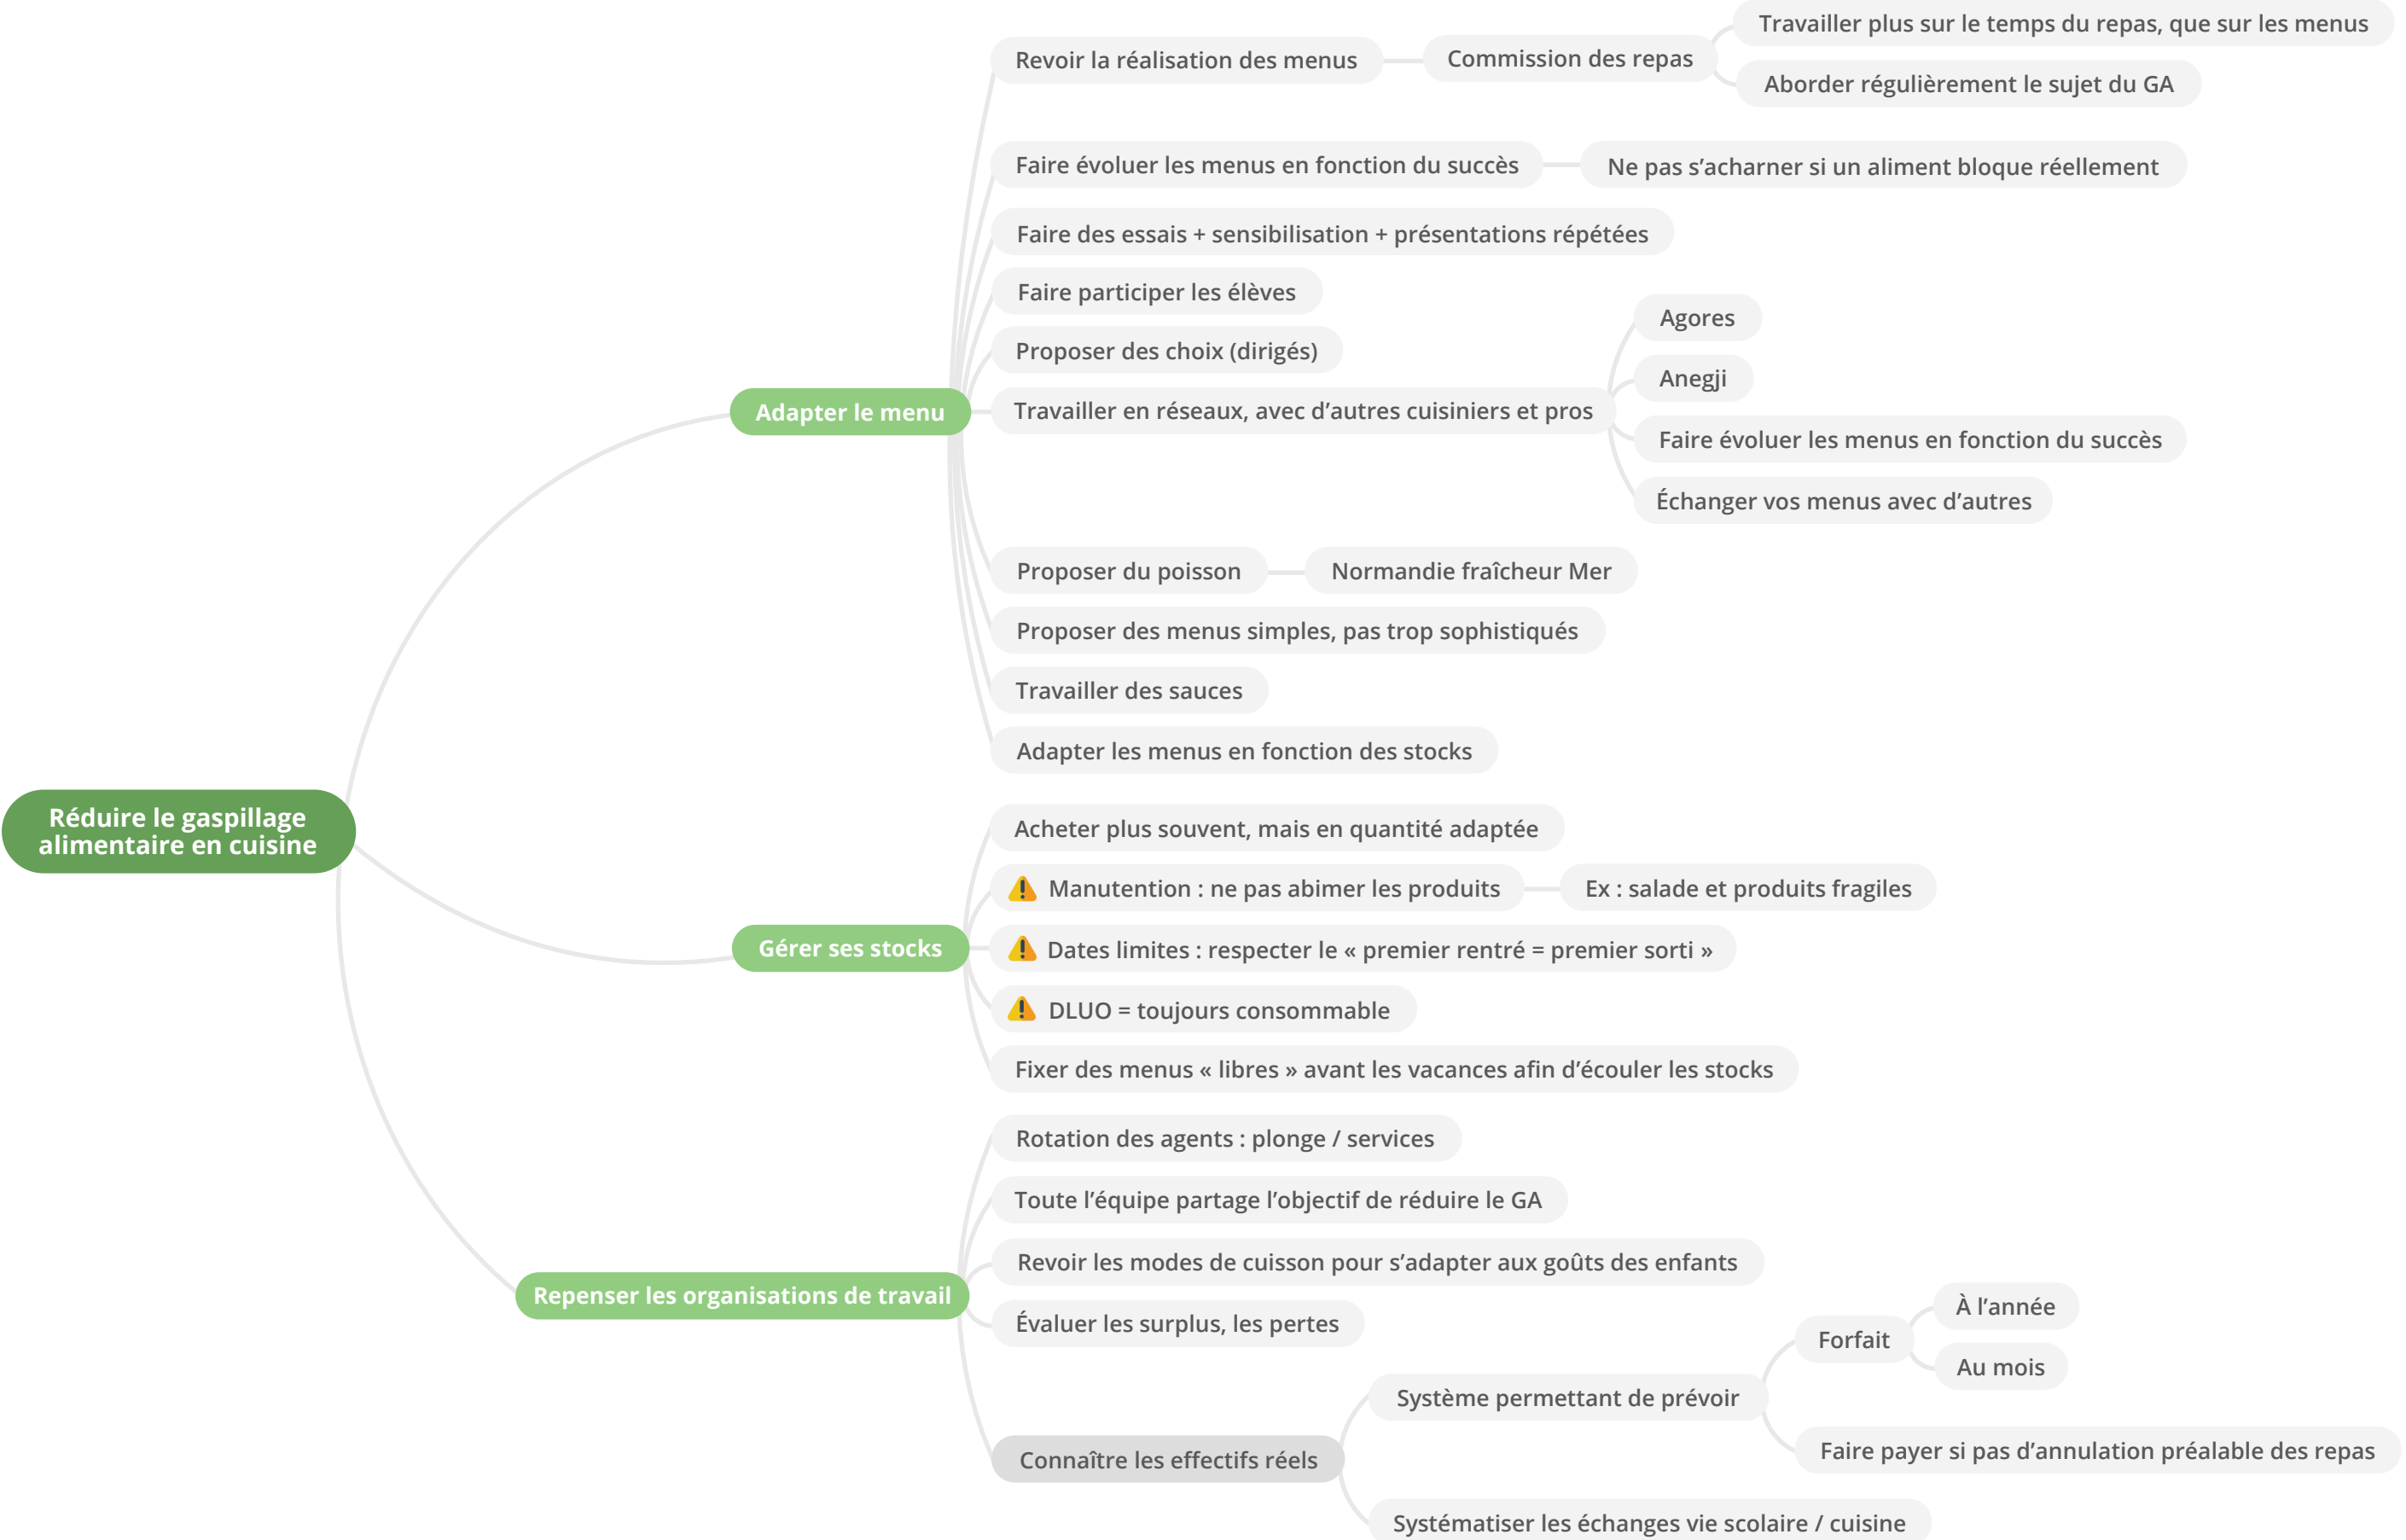 Réduire le gaspillage
alimentaire en cuisine
Adapter le menu
Revoir la réalisation des menus
Commission des repas
Travailler plus sur le temps du repas, que sur les menus
Aborder régulièrement le sujet du GA
Faire évoluer les menus en fonction du succès
Ne pas s’acharner si un aliment bloque réellement
Faire des essais + sensibilisation + présentations répétées
Faire participer les élèves
Proposer des choix (dirigés)
Travailler en réseaux, avec d’autres cuisiniers et pros
Agores
Anegji
Faire évoluer les menus en fonction du succès
Échanger vos menus avec d’autres
Proposer du poisson
Normandie fraîcheur Mer
Proposer des menus simples, pas trop sophistiqués
Travailler des sauces
Adapter les menus en fonction des stocks
Gérer ses stocks
Acheter plus souvent, mais en quantité adaptée
Manutention : ne pas abimer les produits
Ex : salade et produits fragiles
Dates limites : respecter le « premier rentré = premier sorti »
DLUO = toujours consommable
Fixer des menus « libres » avant les vacances afin d’écouler les stocks
Repenser les organisations de travail
Rotation des agents : plonge / services
Toute l’équipe partage l’objectif de réduire le GA
Revoir les modes de cuisson pour s’adapter aux goûts des enfants
Évaluer les surplus, les pertes
Connaître les effectifs réels
Système permettant de prévoir
Forfait
À l’année
Au mois
Faire payer si pas d’annulation préalable des repas
Systématiser les échanges vie scolaire / cuisine